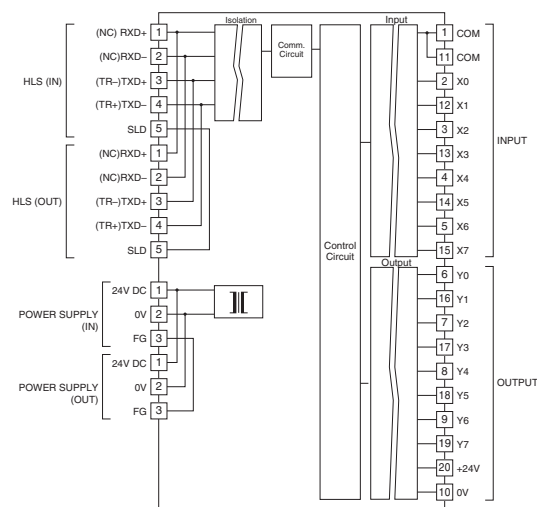 Isolation
Comm.
Circuit
Input
HLS (IN)
(NC) RXD+ 1
(NC)RXD– 2
(TR–)TXD+ 3
(TR+)TXD– 4
SLD 5
HLS (OUT)
(NC)RXD+ 1
(NC)RXD– 2
(TR–)TXD+ 3
(TR+)TXD– 4
SLD 5
POWER SUPPLY
(IN)
24V DC 1
0V 2
FG 3
POWER SUPPLY
(OUT)
24V DC 1
0V 2
FG 3
Control
Circuit
1 COM
11 COM
2 X0
12 X1
3 X2
13 X3
4 X4
14 X5
5 X6
15 X7
INPUT
Output
6 Y0
16 Y1
7 Y2
17 Y3
8 Y4
18 Y5
9 Y6
19 Y7
20 +24V
10 0V
OUTPUT